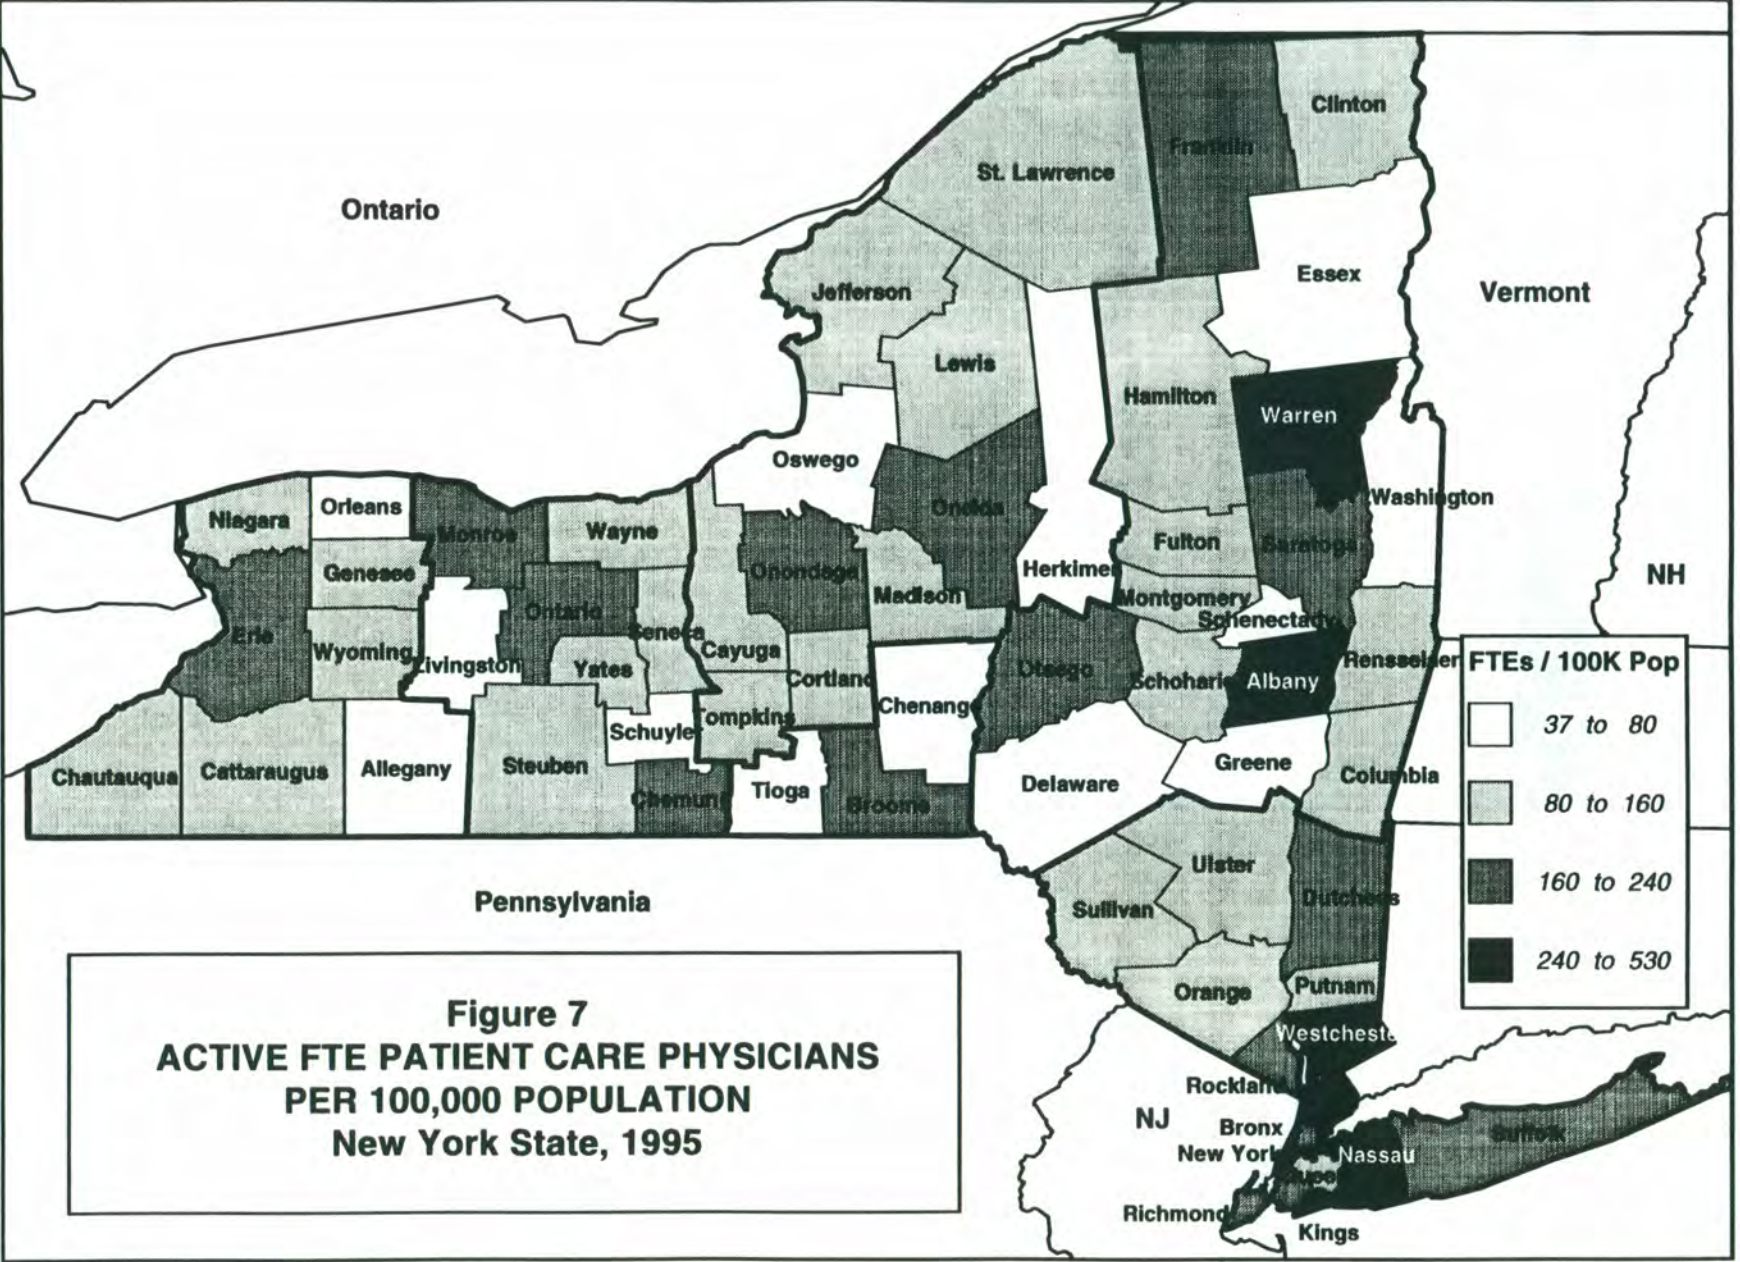 Ontario
Clinton
Franklin
St. Lawrence
Essex
Vermont
Jefferson
Lewis
Hamilton
Warren
Oswego
Washington
Oneida
Orleans
Niagara
Monroe
Wayne
Fulton
Saratoga
Herkimer
NH
Genesee
Onondaga
Madison
Montgomery
Schenectady
Ontario
Erie
Seneca
Wyoming
Cayuga
Livingston
Yates
Otsego
Rensselaer
Cortland
Schoharie
Albany
Chenang
Tompkins
Schuyler
Allegany
Steuben
Cattaraugus
Chautauqua
Greene
Columbia
Delaware
Tioga
Chemung
Broome
FTEs / 100K Pop
37 to 80
80 to 160
160 to 240
240 to 530
Ulster
Dutchess
Sullivan
Pennsylvania
Orange
Putnam
Westcheste
Rockland
NJ
Bronx
New York
Nassau
Suffolk
Richmond
Kings
Figure 7
ACTIVE FTE PATIENT CARE PHYSICIANS
PER 100,000 POPULATION
New York State, 1995